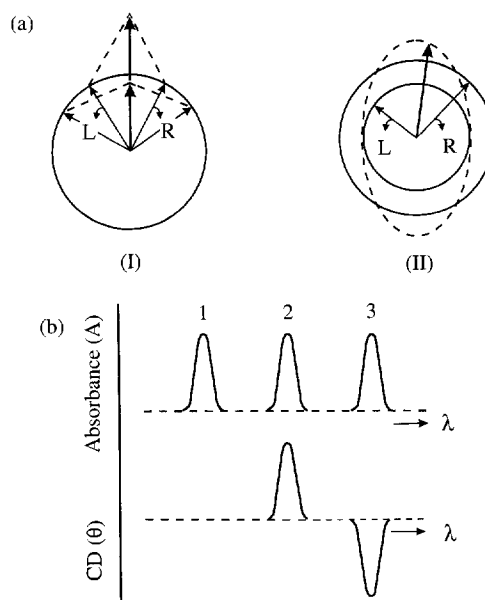 (a)
L R
L R
(I) (II)
(b)
1 2 3
Absorbance (A)
λ
CD (θ)
λ